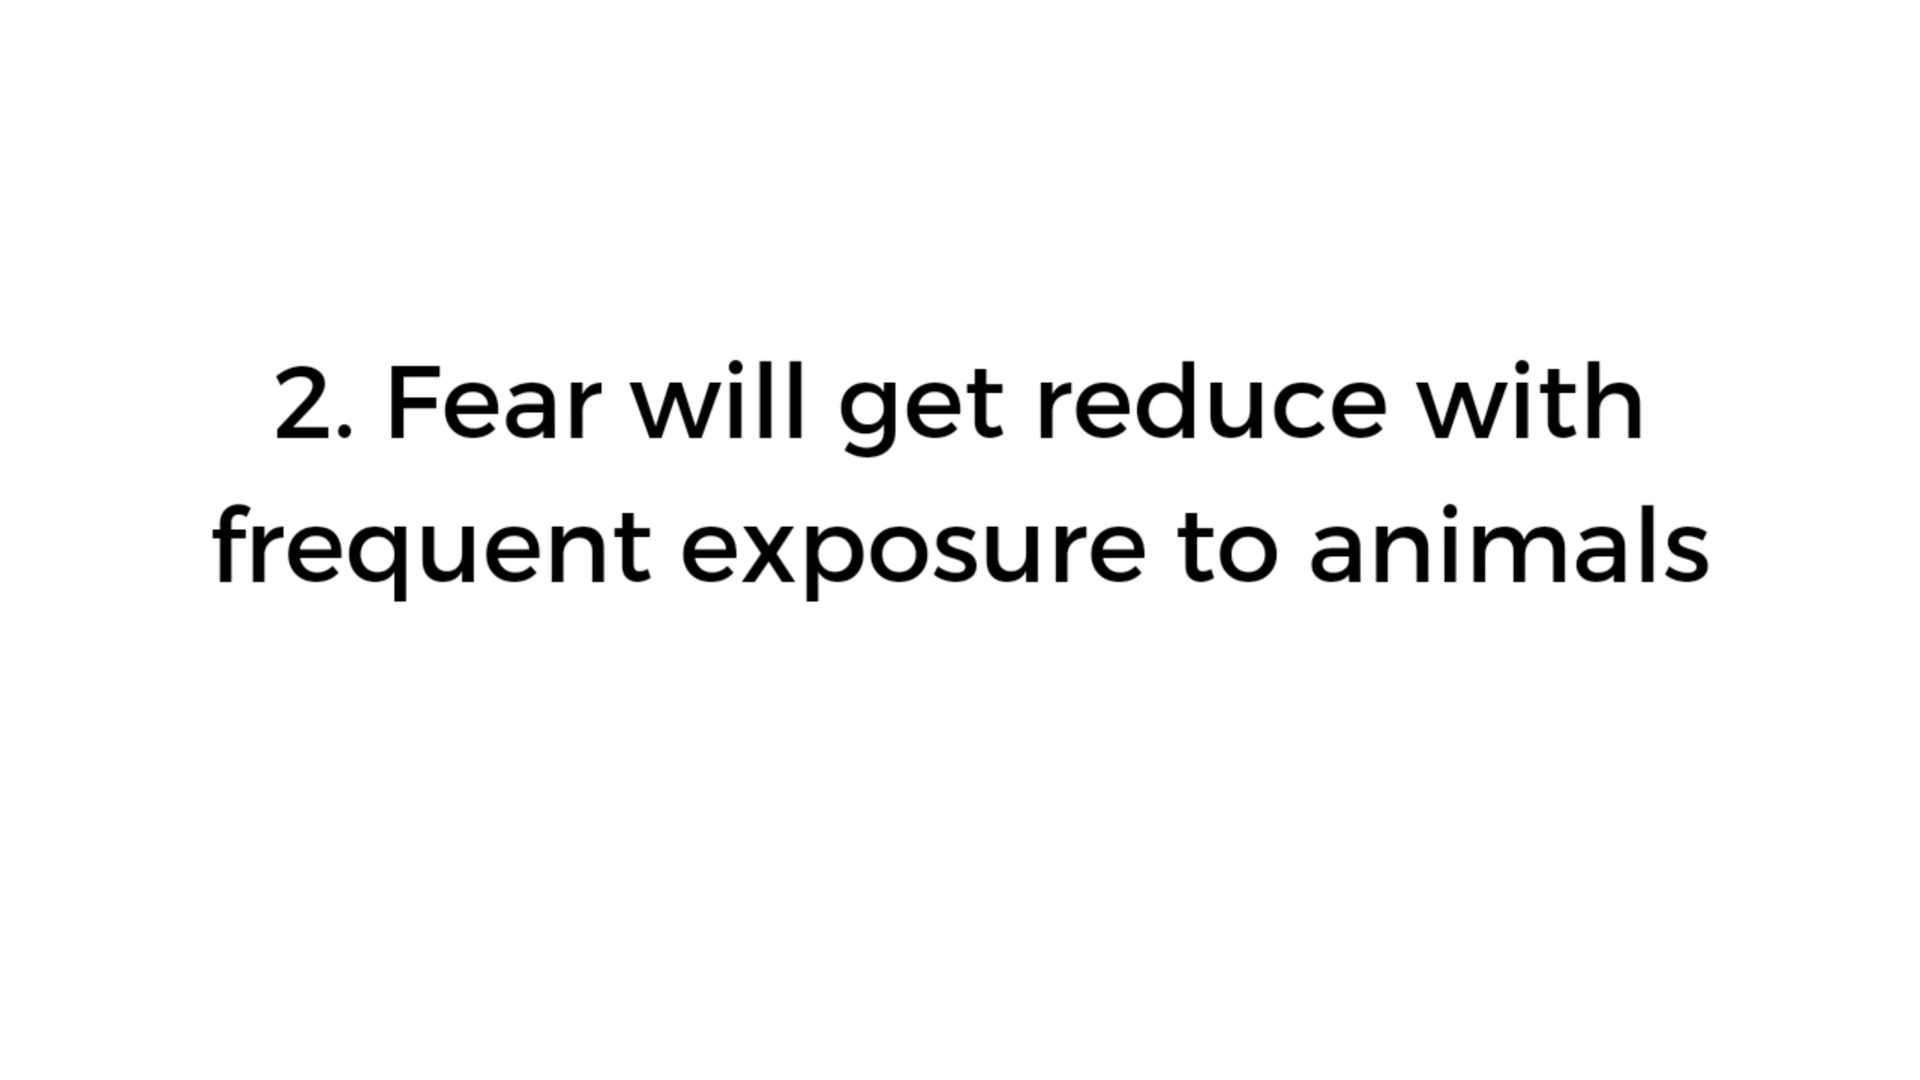 2. Fear will get reduce with
frequent exposure to animals